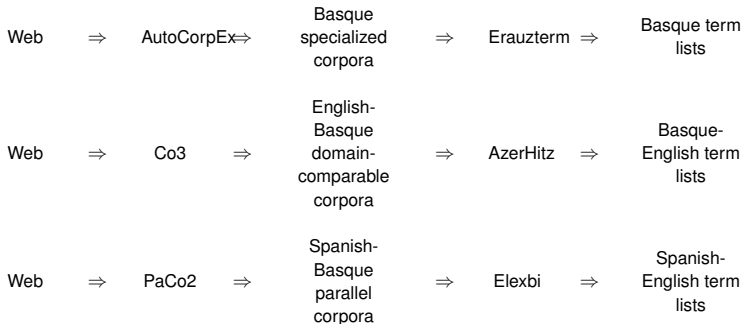 Web ⇒ AutoCorpEx ⇒ Basque specialized corpora ⇒ Erauzterm ⇒ Basque term lists
Web ⇒ Co3 ⇒ English-Basque domain-comparable corpora ⇒ AzerHitz ⇒ Basque-English term lists
Web ⇒ PaCo2 ⇒ Spanish-Basque parallel corpora ⇒ Elexbi ⇒ Spanish-English term lists